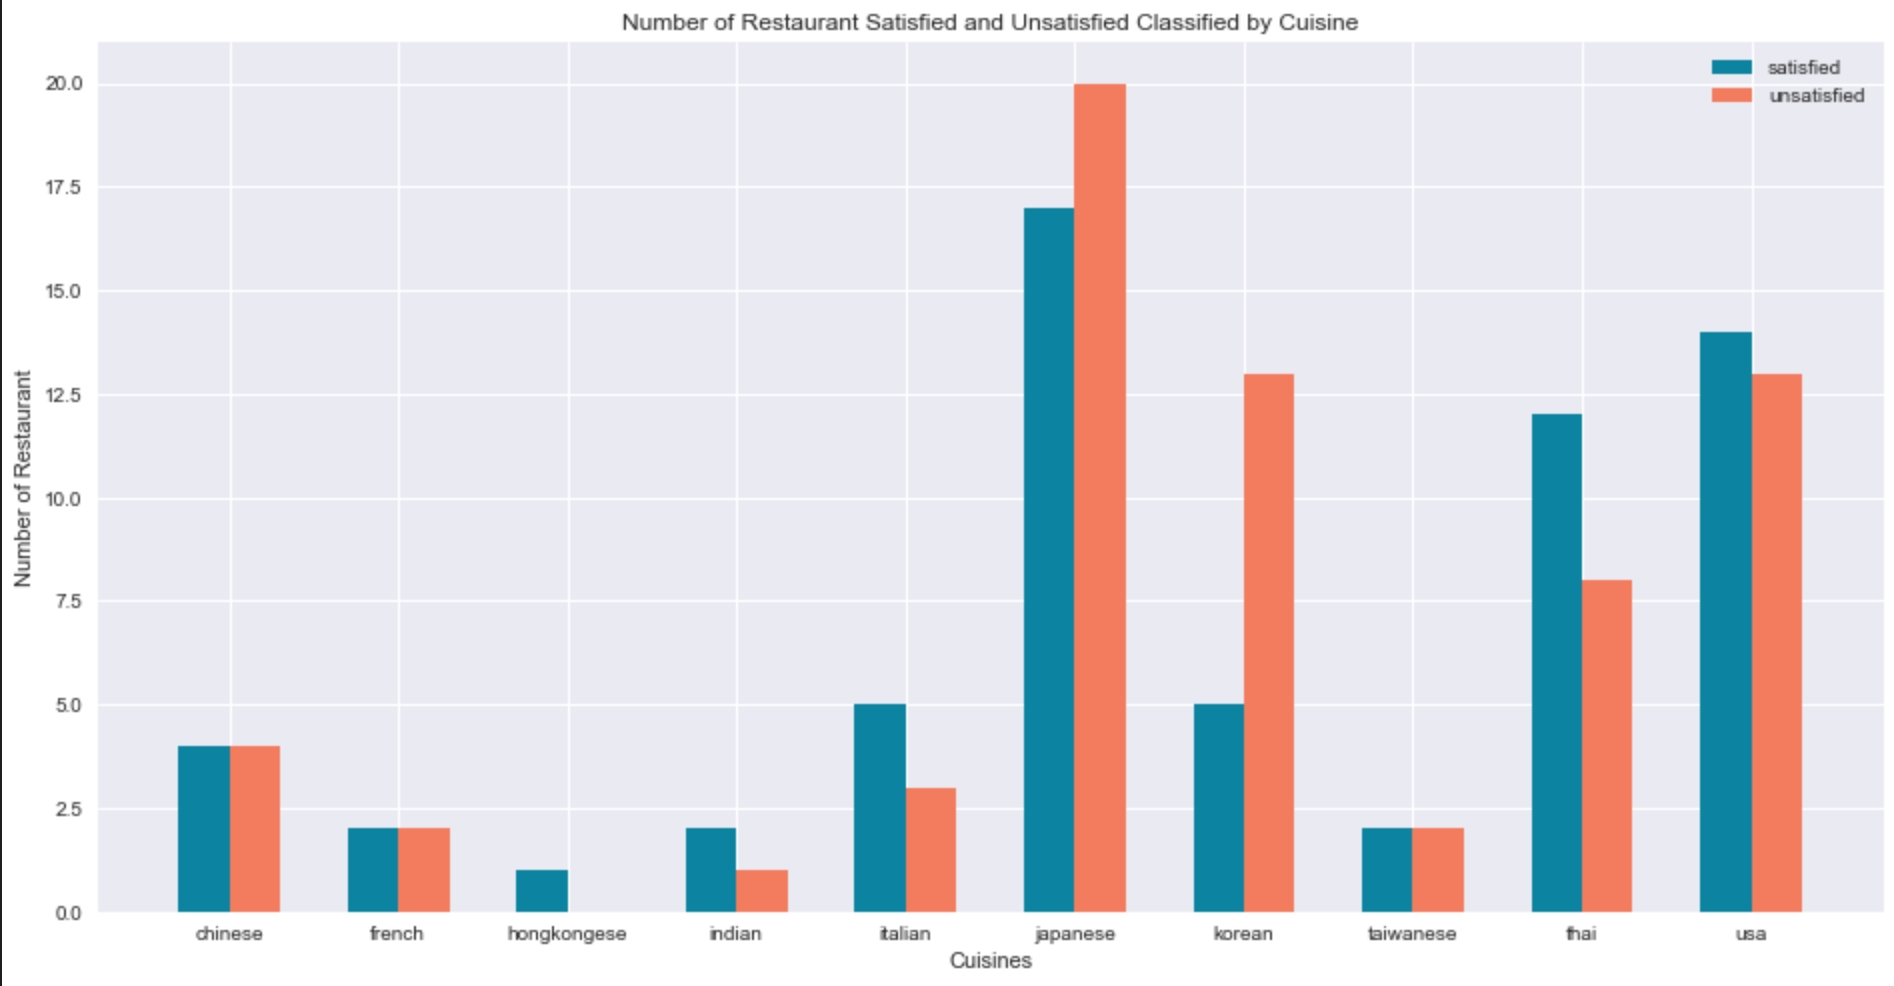 Number of Restaurant Satisfied and Unsatisfied Classified by Cuisine
satisfied
unsatisfied
20.0
17.5
15.0
12.5
10.0
7.5
5.0
2.5
0.0
Number of Restaurant
chinese french hongkongese indian italian japanese korean taiwanese thai usa
Cuisines